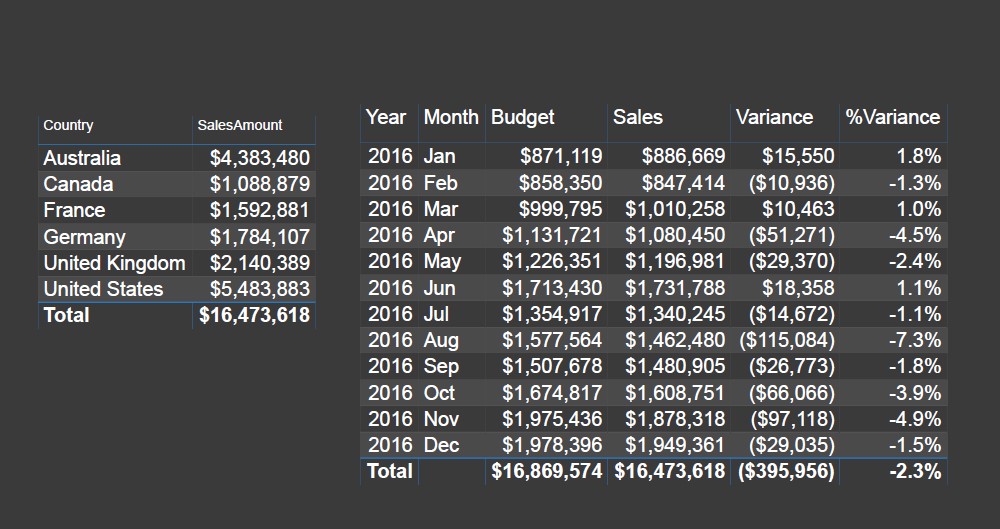 Country SalesAmount
Australia $4,383,480
Canada $1,088,879
France $1,592,881
Germany $1,784,107
United Kingdom $2,140,389
United States $5,483,883
Total $16,473,618
Year Month Budget Sales Variance %Variance
2016 Jan $871,119 $886,669 $15,550 1.8%
2016 Feb $858,350 $847,414 ($10,936) -1.3%
2016 Mar $999,795 $1,010,258 $10,463 1.0%
2016 Apr $1,131,721 $1,080,450 ($51,271) -4.5%
2016 May $1,226,351 $1,196,981 ($29,370) -2.4%
2016 Jun $1,713,430 $1,731,788 $18,358 1.1%
2016 Jul $1,354,917 $1,340,245 ($14,672) -1.1%
2016 Aug $1,577,564 $1,462,480 ($115,084) -7.3%
2016 Sep $1,507,678 $1,480,905 ($26,773) -1.8%
2016 Oct $1,674,817 $1,608,751 ($66,066) -3.9%
2016 Nov $1,975,436 $1,878,318 ($97,118) -4.9%
2016 Dec $1,978,396 $1,949,361 ($29,035) -1.5%
Total $16,869,574 $16,473,618 ($395,956) -2.3%